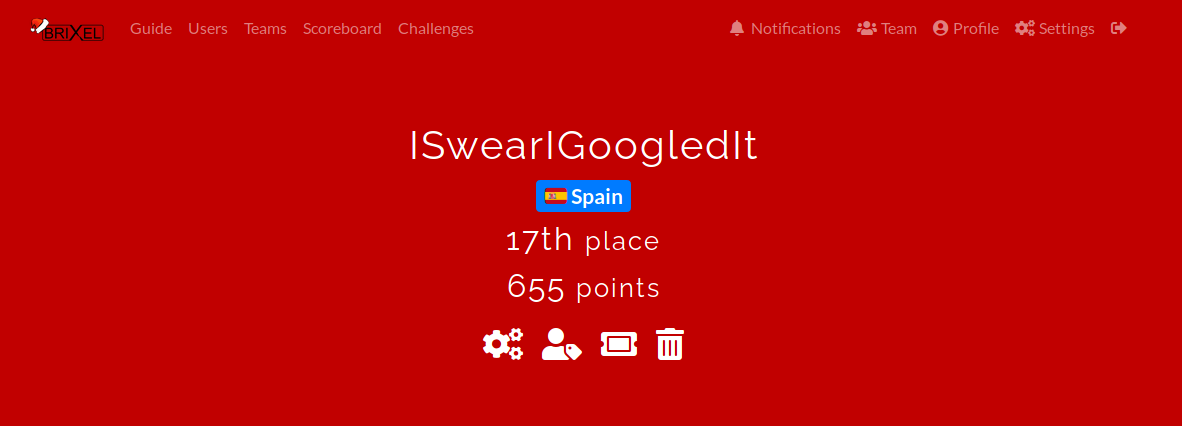 BRIXEL Guide Users Teams Scoreboard Challenges Notifications Team Profile Settings
ISwearIGoogledIt
Spain
17th place
655 points